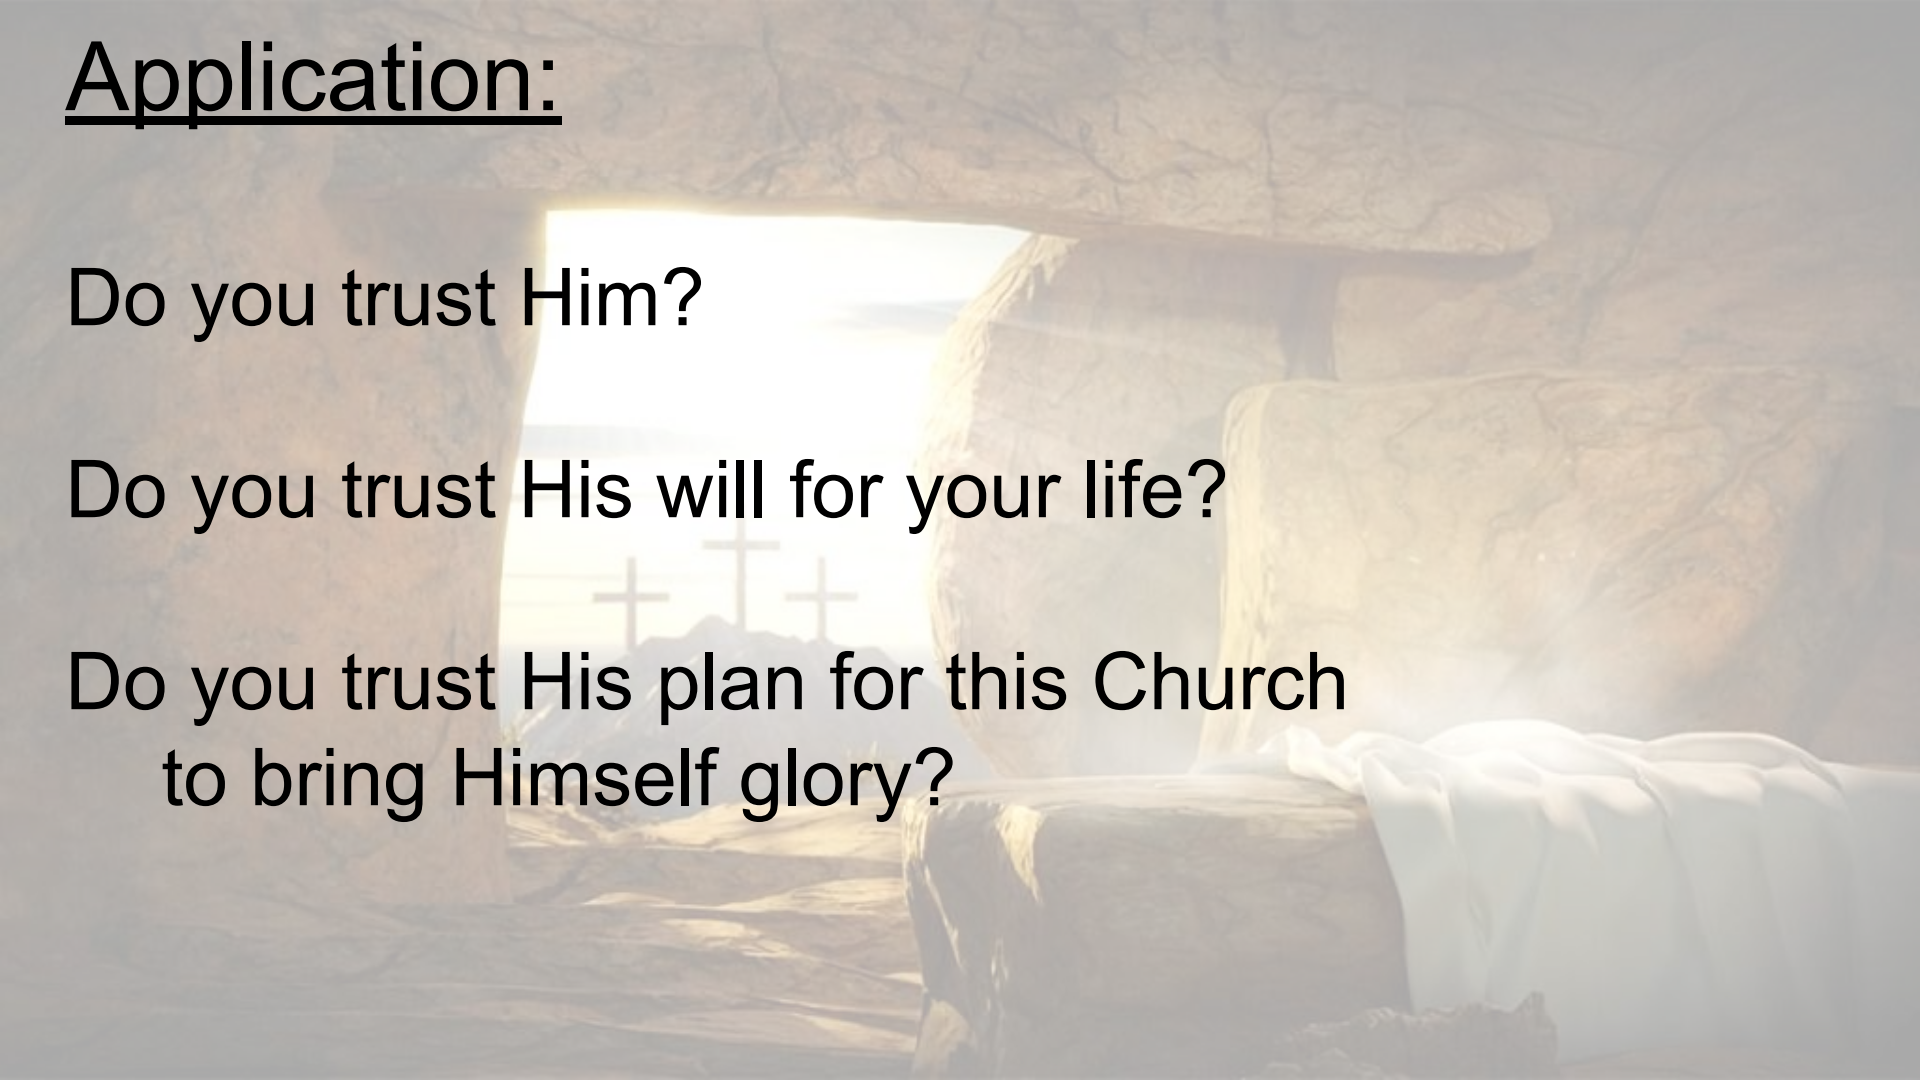 Application:
Do you trust Him?
Do you trust His will for your life?
Do you trust His plan for this Church
to bring Himself glory?